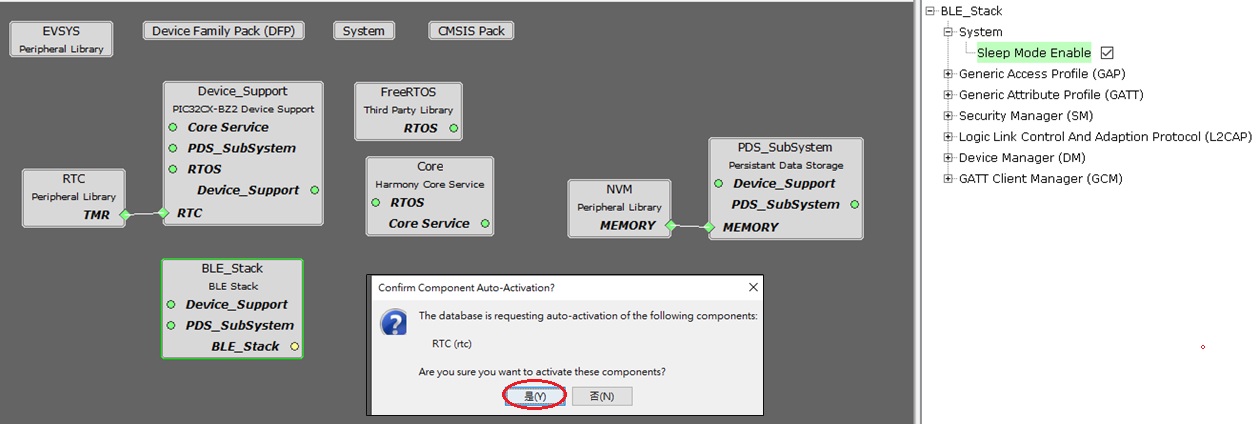 EVSYS
Peripheral Library
Device Family Pack (DFP)
System
CMSIS Pack
Device_Support
PIC32CX-BZ2 Device Support
Core Service
PDS_SubSystem
RTOS
Device_Support
RTC
FreeRTOS
Third Party Library
RTOS
RTC
Peripheral Library
TMR
Core
Harmony Core Service
RTOS
Core Service
NVM
Peripheral Library
MEMORY
PDS_SubSystem
Persistant Data Storage
Device_Support
PDS_SubSystem
MEMORY
BLE_Stack
BLE Stack
Device_Support
PDS_SubSystem
BLE_Stack
Confirm Component Auto-Activation?
The database is requesting auto-activation of the following components:
RTC (rtc)
Are you sure you want to activate these components?
是(Y)
否(N)
BLE_Stack
System
Sleep Mode Enable
Generic Access Profile (GAP)
Generic Attribute Profile (GATT)
Security Manager (SM)
Logic Link Control And Adaption Protocol (L2CAP)
Device Manager (DM)
GATT Client Manager (GCM)